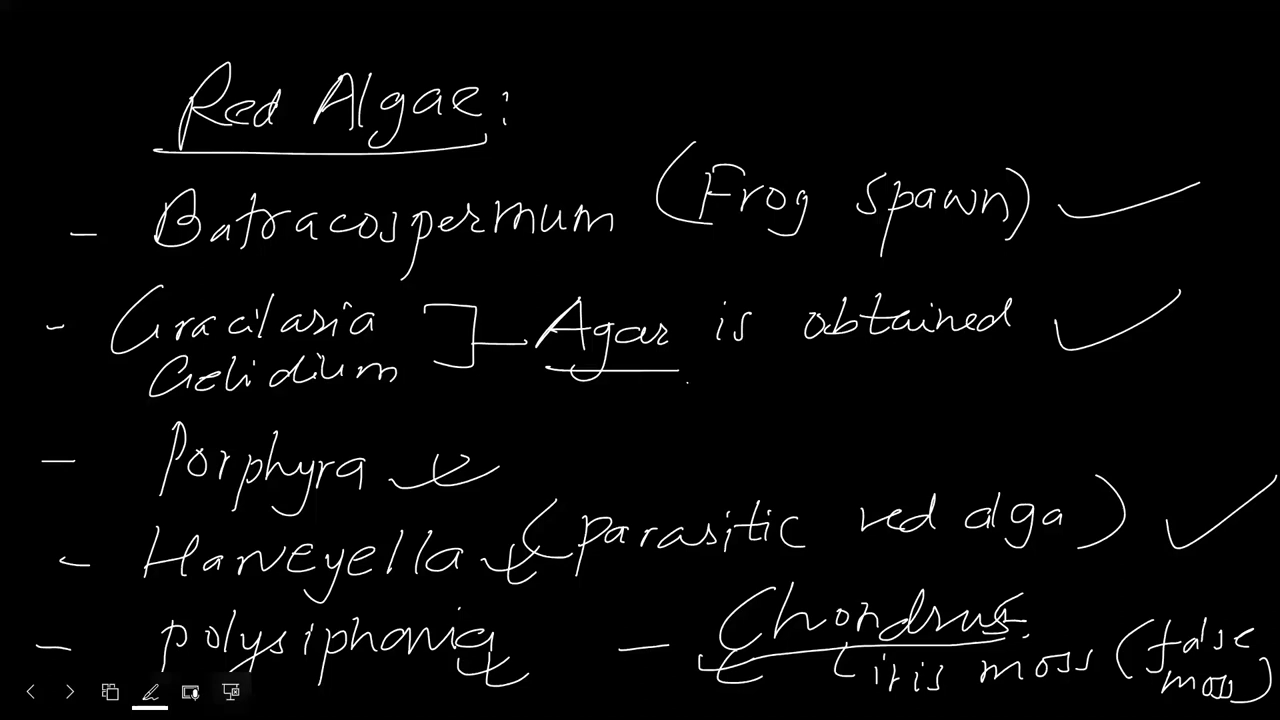 Red Algae:
- Batracospermum (Frog spawn)
- Gracilaria
Gelidium
Agar is obtained
- Porphyra
- Harveyella (parasitic red alga)
- polysiphonia
- Chondrus
(iris moss (false
moss)